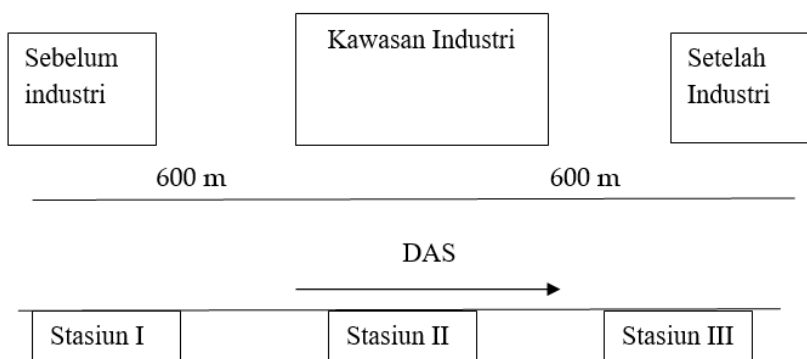 Sebelum
industri
Kawasan Industri
Setelah
Industri
600 m
600 m
DAS
Stasiun I
Stasiun II
Stasiun III